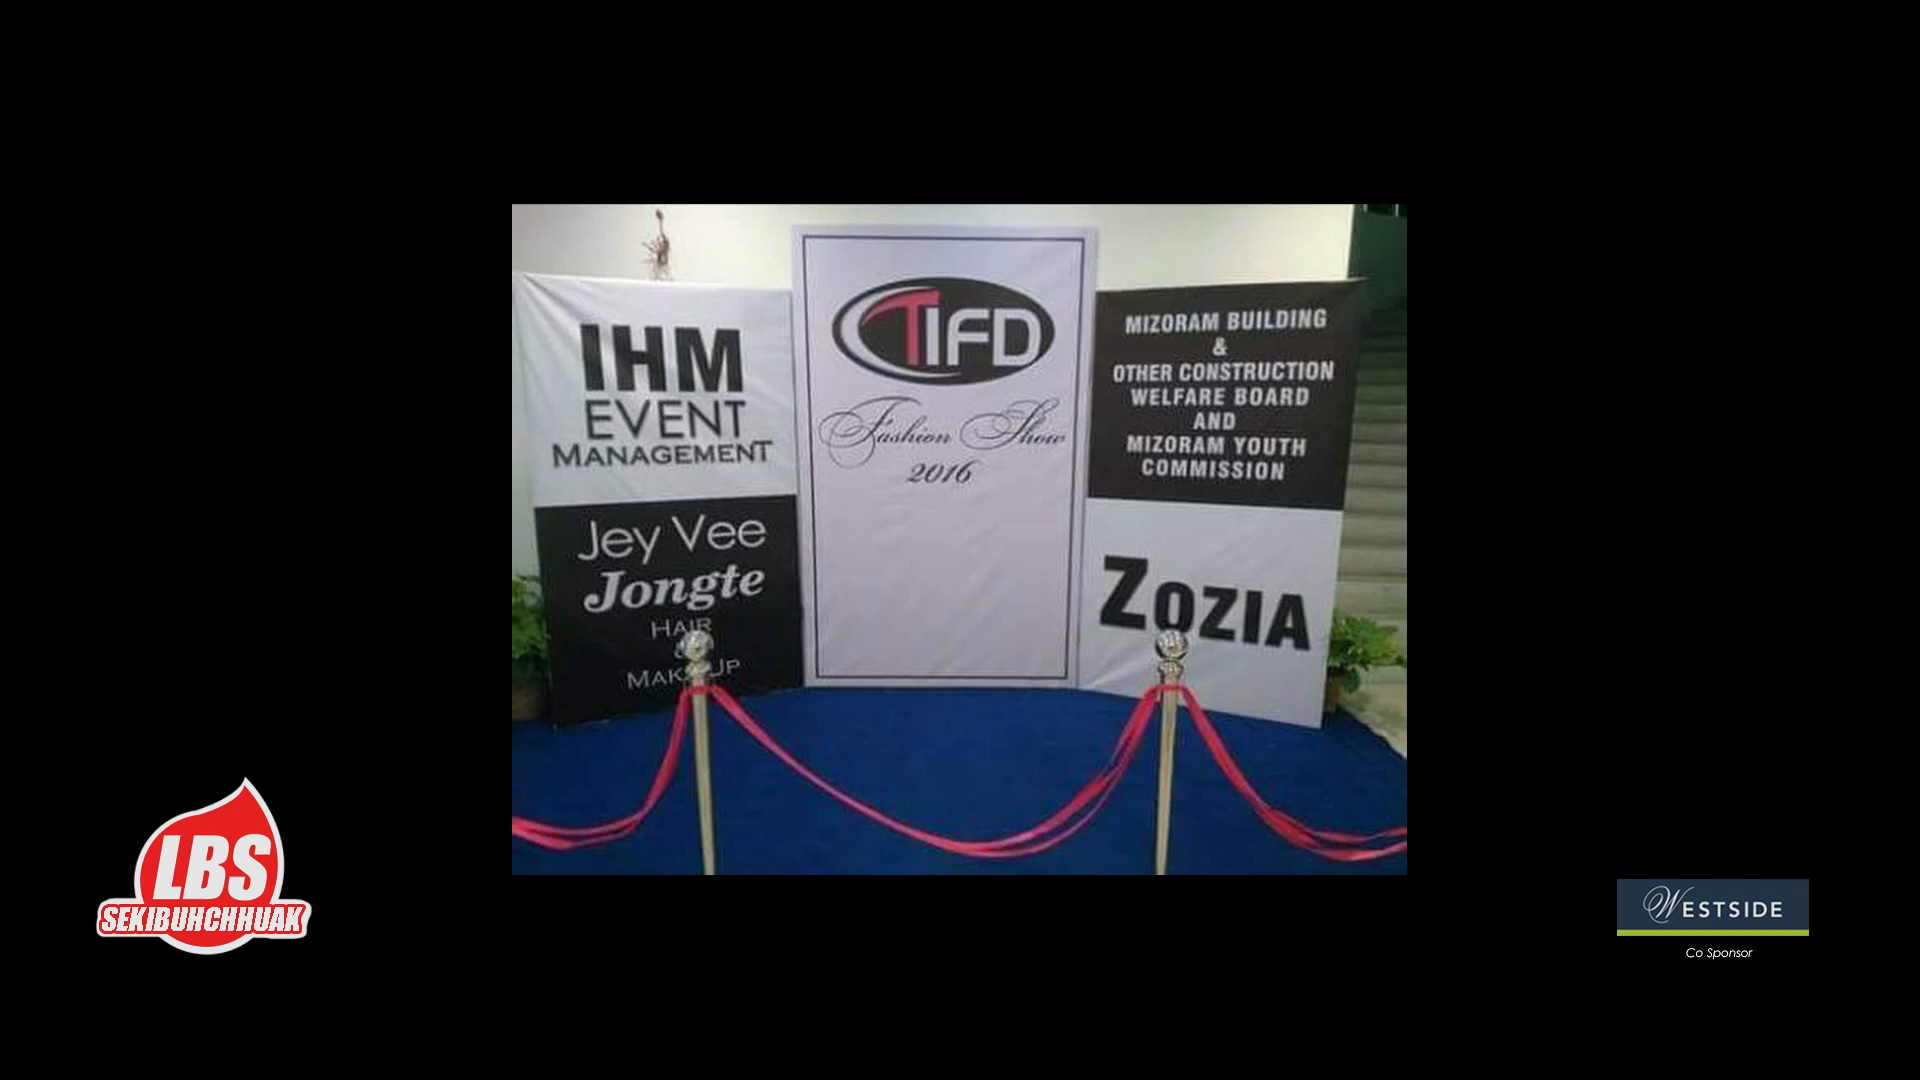 IHM
EVENT
MANAGEMENT
Jey Vee
Jongte
HAIR
&
MAKEUP
TIFD
Fashion Show
2016
MIZORAM BUILDING
&
OTHER CONSTRUCTION
WELFARE BOARD
AND
MIZORAM YOUTH
COMMISSION
ZOZIA
LBS
SEKIBUHCHHUAK
WESTSIDE
Co Sponsor